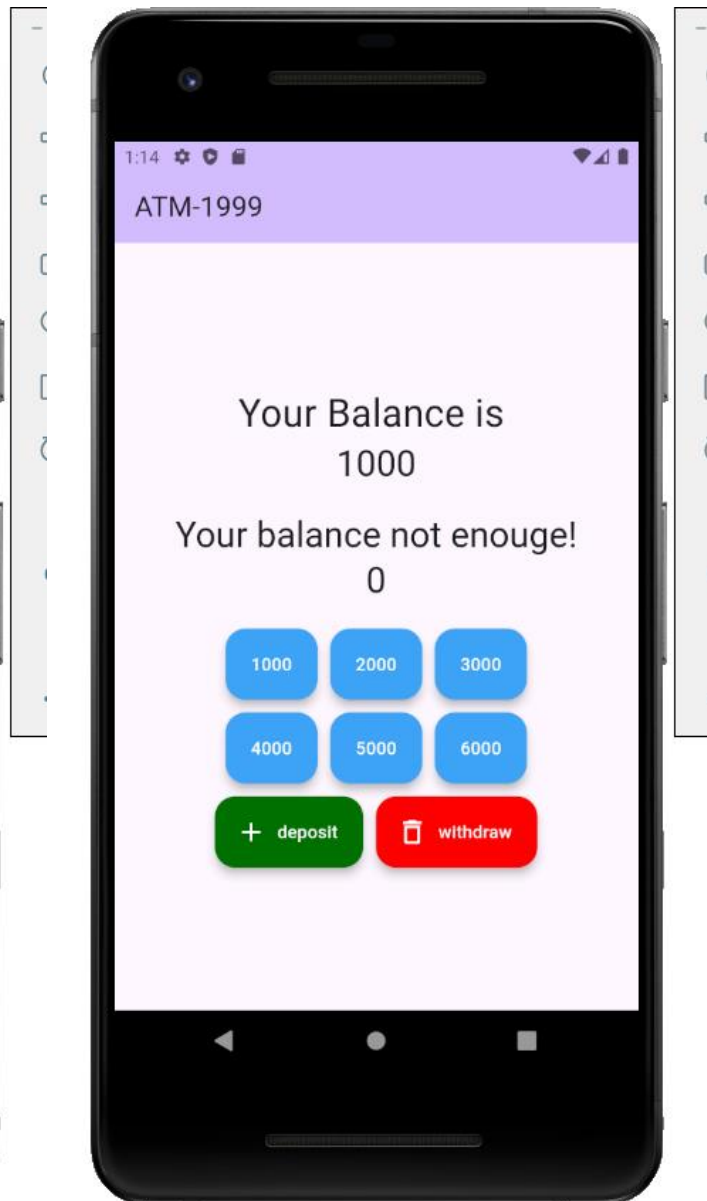 1:14
ATM-1999
Your Balance is
1000
Your balance not enouge!
0
1000 2000 3000
4000 5000 6000
deposit withdraw